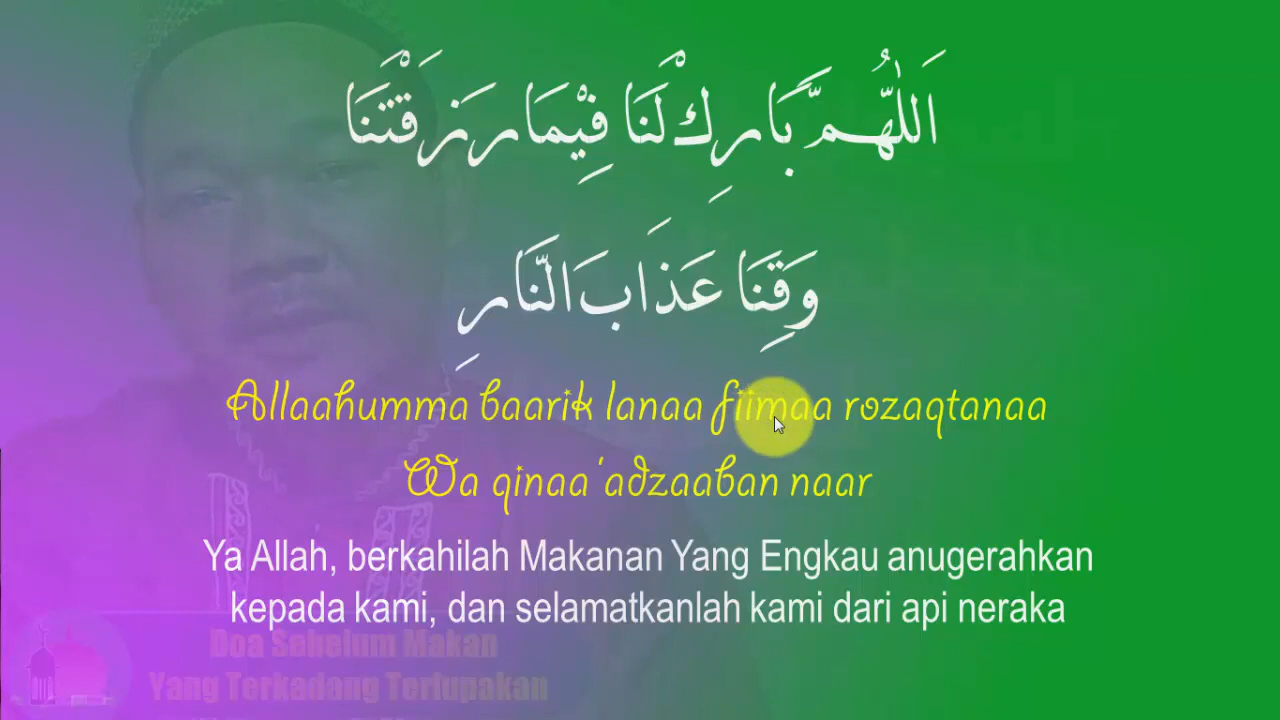 اَللّٰهُمَّ بَارِكْ لَنَا فِيْمَا رَزَقْتَنَا
وَقِنَا عَذَابَ النَّارِ
Allaahumma baarik lanaa fiimaa rozaqtanaa
Wa qinaa 'adzaaban naar
Ya Allah, berkahilah Makanan Yang Engkau anugerahkan
kepada kami, dan selamatkanlah kami dari api neraka
Doa Sebelum Makan
Yang Terkadang Terlupakan